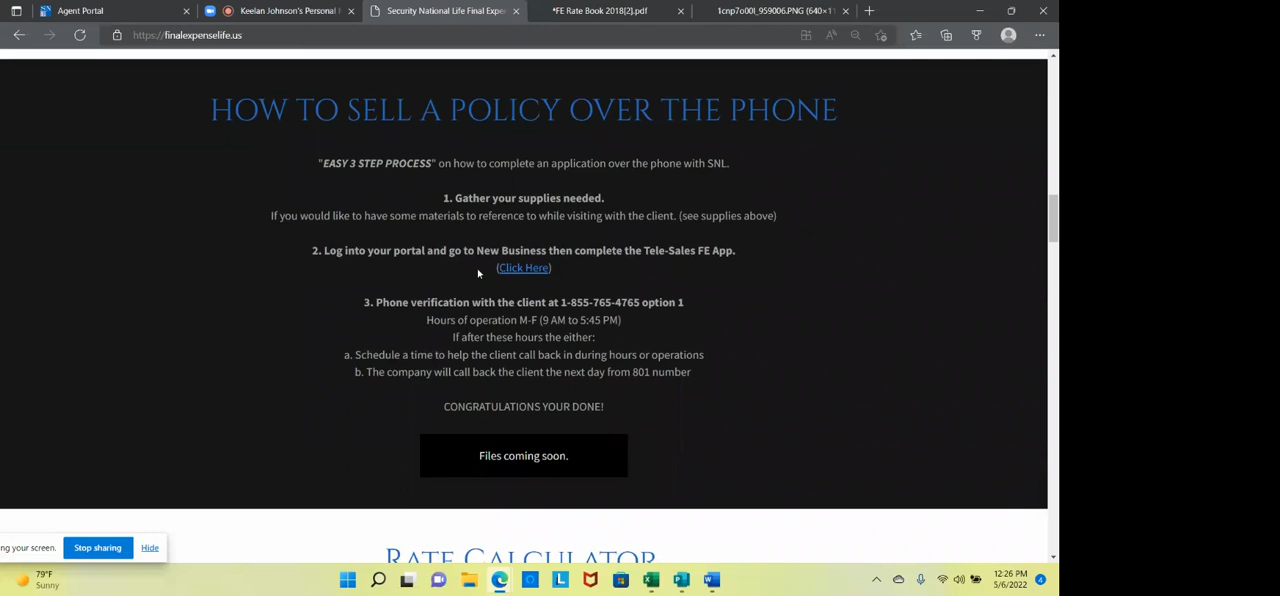 Agent Portal
Keelan Johnson's Personal
Security National Life Final Expe
*FE Rate Book 2018[2].pdf
1cnp7o00l_959006.PNG (640×1
https://finalexpenselife.us
HOW TO SELL A POLICY OVER THE PHONE
"EASY 3 STEP PROCESS" on how to complete an application over the phone with SNL.
1. Gather your supplies needed.
If you would like to have some materials to reference to while visiting with the client. (see supplies above)
2. Log into your portal and go to New Business then complete the Tele-Sales FE App.
(Click Here)
3. Phone verification with the client at 1-855-765-4765 option 1
Hours of operation M-F (9 AM to 5:45 PM)
If after these hours the either:
a. Schedule a time to help the client call back in during hours or operations
b. The company will call back the client the next day from 801 number
CONGRATULATIONS YOUR DONE!
Files coming soon.
RATE CALCULATOR
ng your screen. Stop sharing Hide
79°F
Sunny
12:26 PM
5/6/2022
4